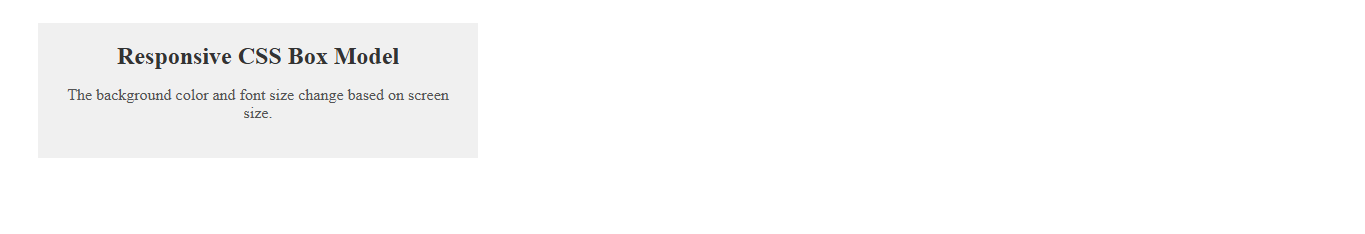 Responsive CSS Box Model
The background color and font size change based on screen
size.